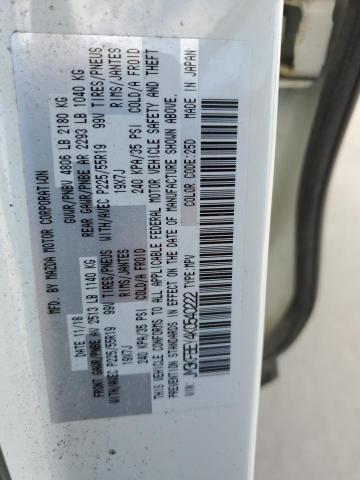 MFD. BY MAZDA MOTOR CORPORATION
DATE 11/18 GVWR/PNBV 4806 LB 2180 KG
FRONT GAWR/PNBE AV 2513 LB 1140 KG REAR GAWR/PNBE AR 2293 LB 1040 KG
WITH/AVEC P225/55R19 99V TIRES/PNEUS WITH/AVEC P225/55R19 99V TIRES/PNEUS
19X7J RIMS/JANTES 19X7J RIMS/JANTES
240 KPA/35 PSI COLD/A FROID 240 KPA/35 PSI COLD/A FROID
THIS VEHICLE CONFORMS TO ALL APPLICABLE FEDERAL MOTOR VEHICLE SAFETY AND THEFT
PREVENTION STANDARDS IN EFFECT ON THE DATE OF MANUFACTURE SHOWN ABOVE.
TYPE: MPV COLOR CODE: 25D MADE IN JAPAN
VIN: